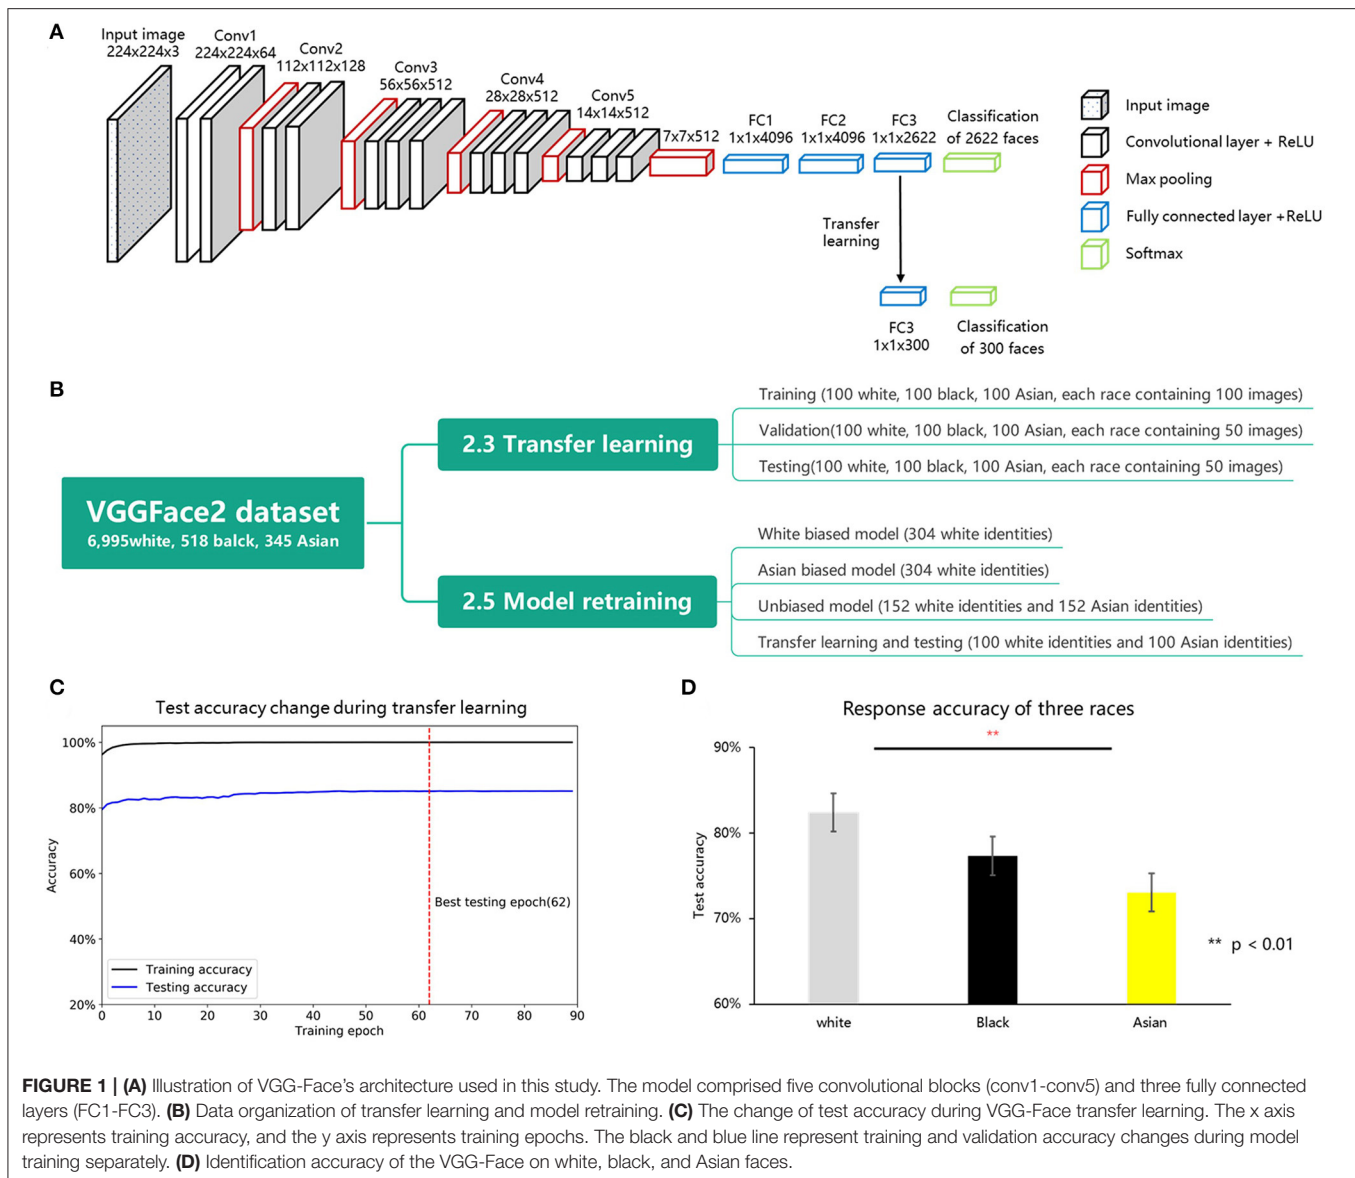 A
Input image
224x224x3
Conv1
224x224x64
Conv2
112x112x128
Conv3
56x56x512
Conv4
28x28x512
Conv5
14x14x512
7x7x512
FC1
1x1x4096
FC2
1x1x4096
FC3
1x1x2622
Classification
of 2622 faces
Transfer
learning
FC3
1x1x300
Classification
of 300 faces
Input image
Convolutional layer + ReLU
Max pooling
Fully connected layer +ReLU
Softmax
B
VGGFace2 dataset
6,995white, 518 balck, 345 Asian
2.3 Transfer learning
Training (100 white, 100 black, 100 Asian, each race containing 100 images)
Validation(100 white, 100 black, 100 Asian, each race containing 50 images)
Testing(100 white, 100 black, 100 Asian, each race containing 50 images)
2.5 Model retraining
White biased model (304 white identities)
Asian biased model (304 white identities)
Unbiased model (152 white identities and 152 Asian identities)
Transfer learning and testing (100 white identities and 100 Asian identities)
C
Test accuracy change during transfer learning
100%
80%
60%
40%
20%
Accuracy
Best testing epoch(62)
Training accuracy
Testing accuracy
0 10 20 30 40 50 60 70 80 90
Training epoch
D
Response accuracy of three races
**
90%
80%
70%
60%
Test accuracy
** p < 0.01
white Black Asian
FIGURE 1 | (A) Illustration of VGG-Face's architecture used in this study. The model comprised five convolutional blocks (conv1-conv5) and three fully connected
layers (FC1-FC3). (B) Data organization of transfer learning and model retraining. (C) The change of test accuracy during VGG-Face transfer learning. The x axis
represents training accuracy, and the y axis represents training epochs. The black and blue line represent training and validation accuracy changes during model
training separately. (D) Identification accuracy of the VGG-Face on white, black, and Asian faces.